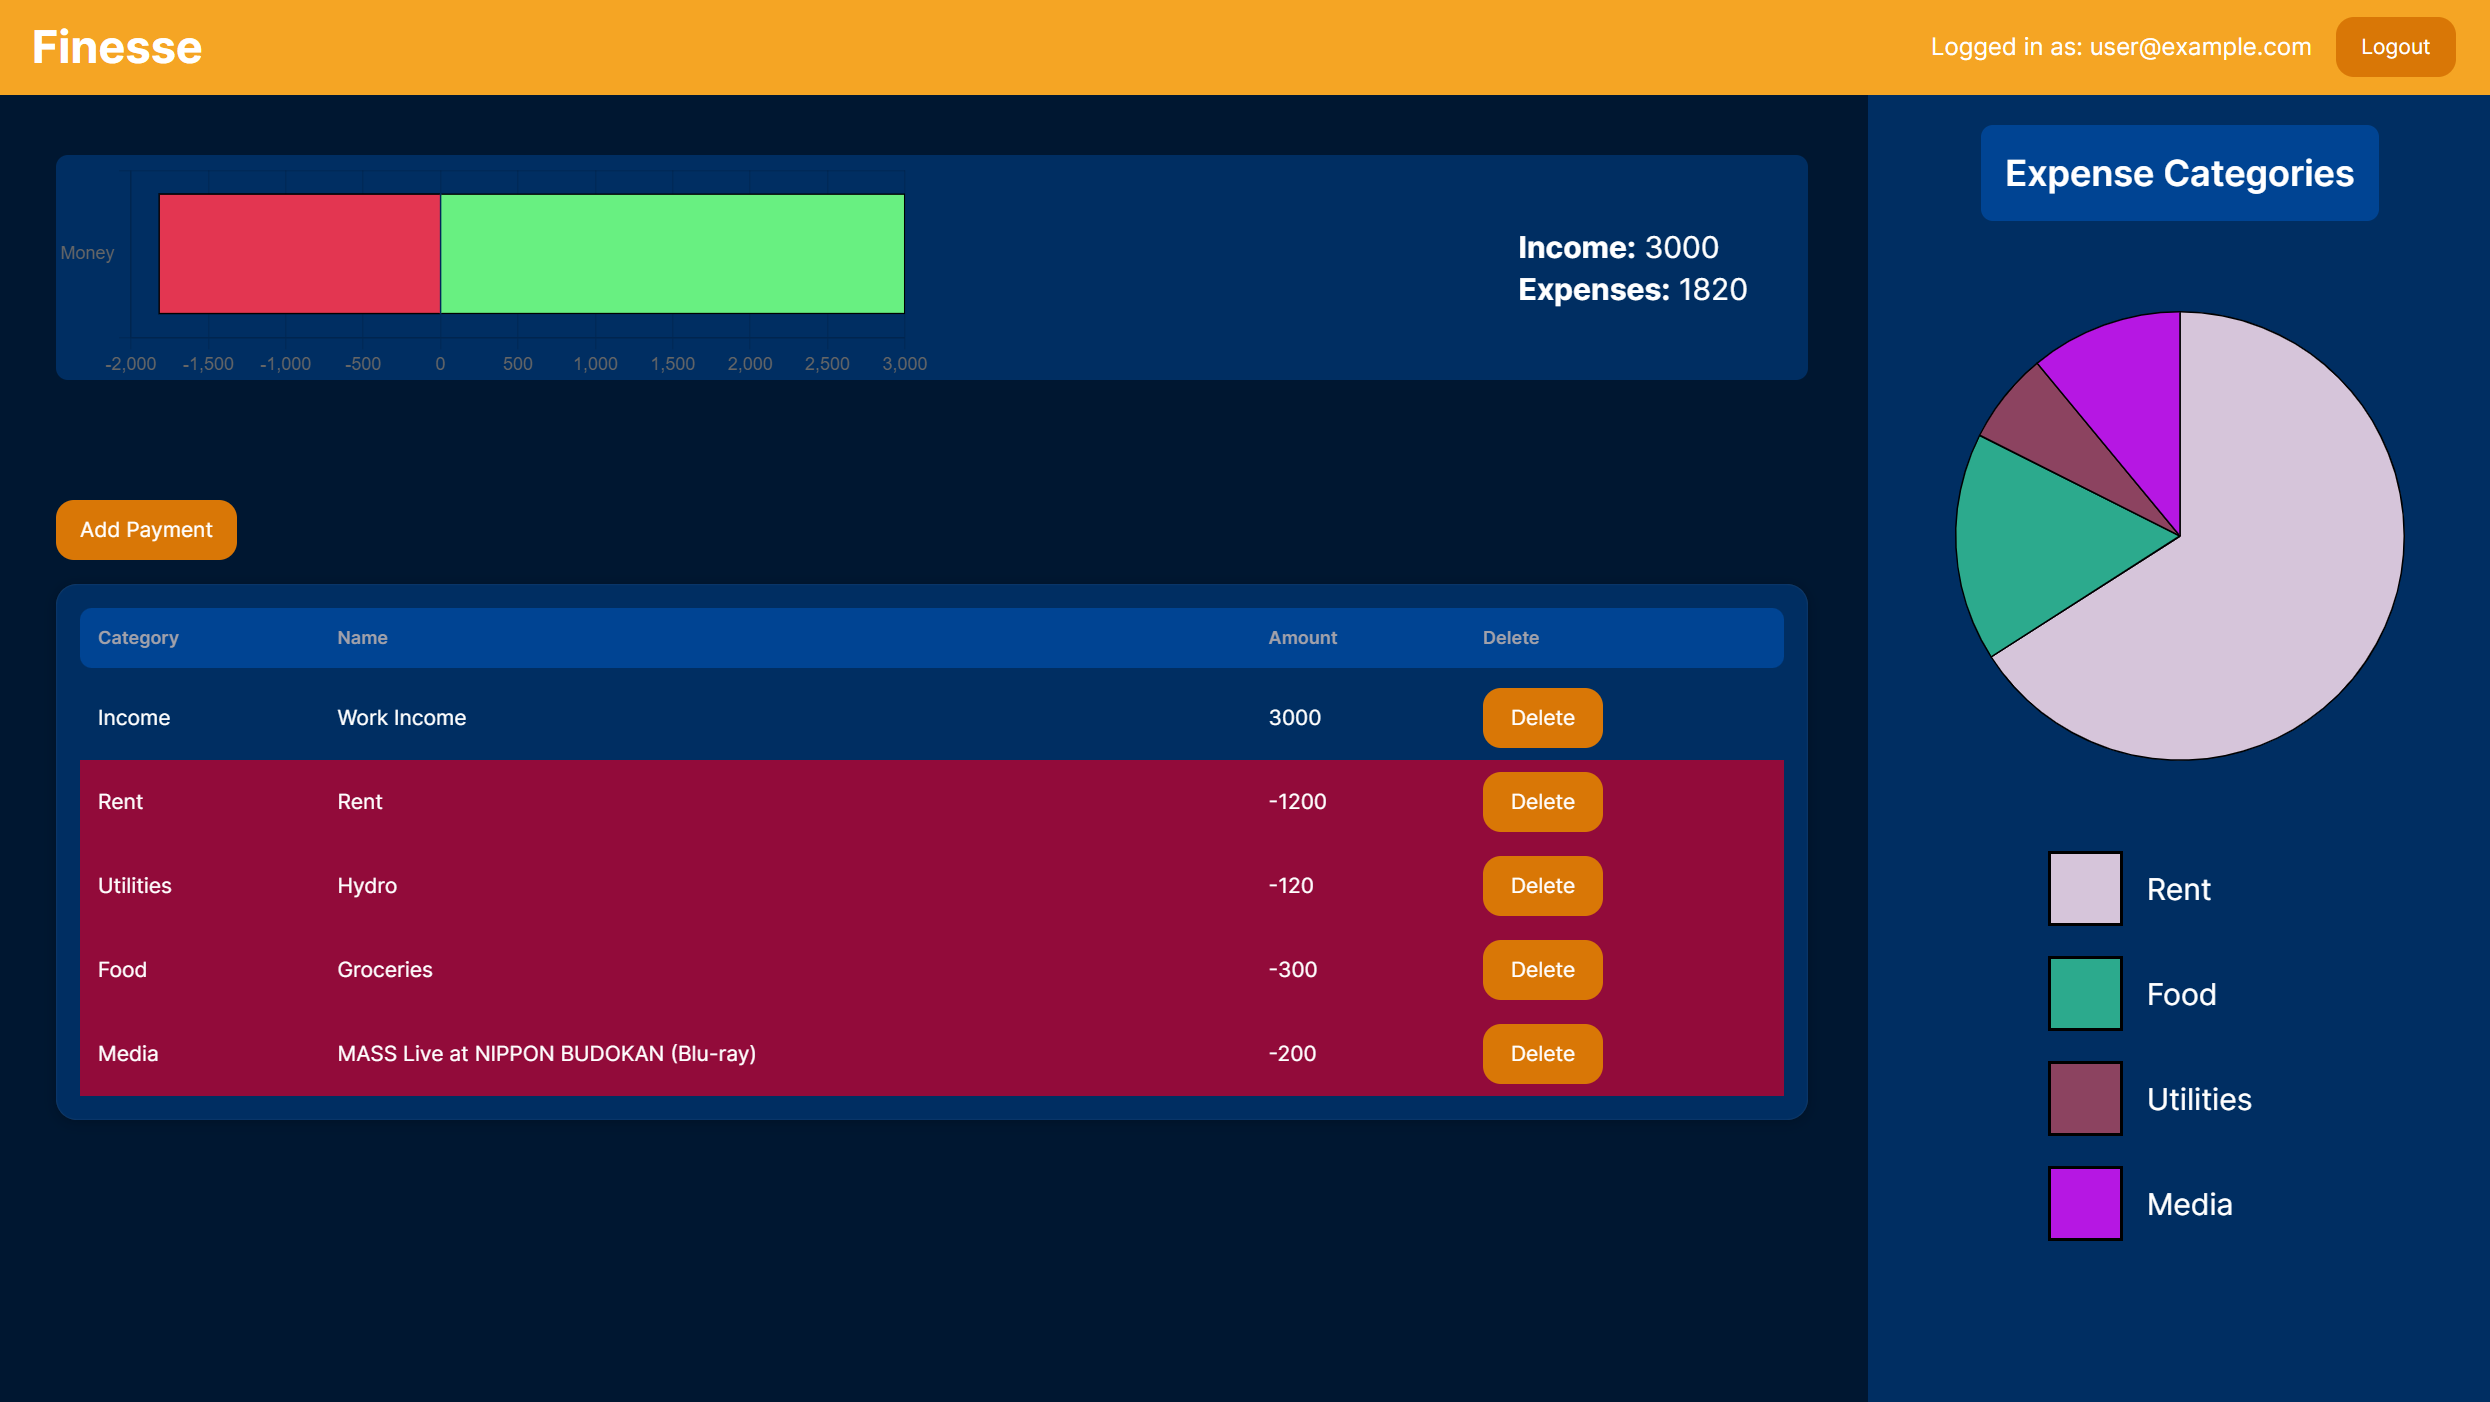 Finesse
Logged in as: user@example.com
Logout
Money
-2,000 -1,500 -1,000 -500 0 500 1,000 1,500 2,000 2,500 3,000
Income: 3000
Expenses: 1820
Add Payment
Category Name Amount Delete
Income Work Income 3000 Delete
Rent Rent -1200 Delete
Utilities Hydro -120 Delete
Food Groceries -300 Delete
Media MASS Live at NIPPON BUDOKAN (Blu-ray) -200 Delete
Expense Categories
Rent
Food
Utilities
Media